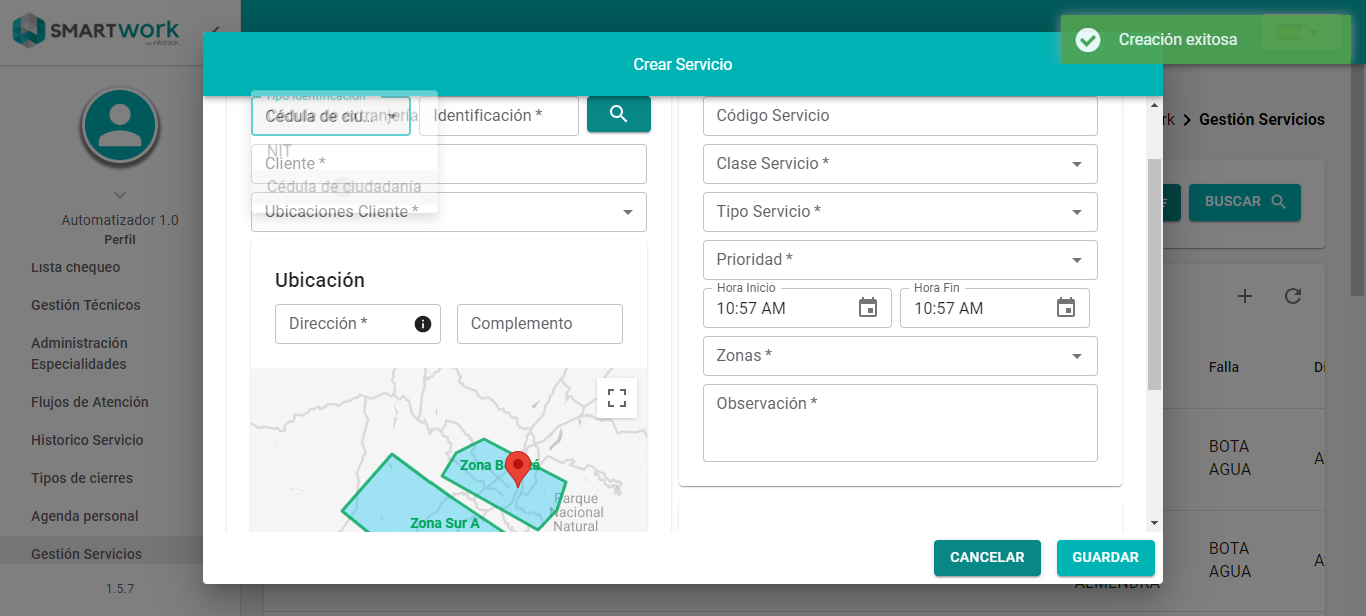 SMARTWORK
Creación exitosa
Crear Servicio
rk > Gestión Servicios
BUSCAR
Automatizador 1.0
Perfil
Lista chequeo
Gestión Técnicos
Administración
Especialidades
Flujos de Atención
Historico Servicio
Tipos de cierres
Agenda personal
Gestión Servicios
1.5.7
Tipo Identificación
Cédula de ciu...
Cédula de extranjería
NIT
Cédula de ciudadanía
Identificación *
Cliente *
Ubicaciones Cliente *
Ubicación
Dirección *
Complemento
Zona Bogotá
Zona Sur A
Parque
Nacional
Natural
Código Servicio
Clase Servicio *
Tipo Servicio *
Prioridad *
Hora Inicio
10:57 AM
Hora Fin
10:57 AM
Zonas *
Observación *
CANCELAR
GUARDAR
Falla
Di
BOTA
AGUA
BOTA
AGUA
ALMENDRA